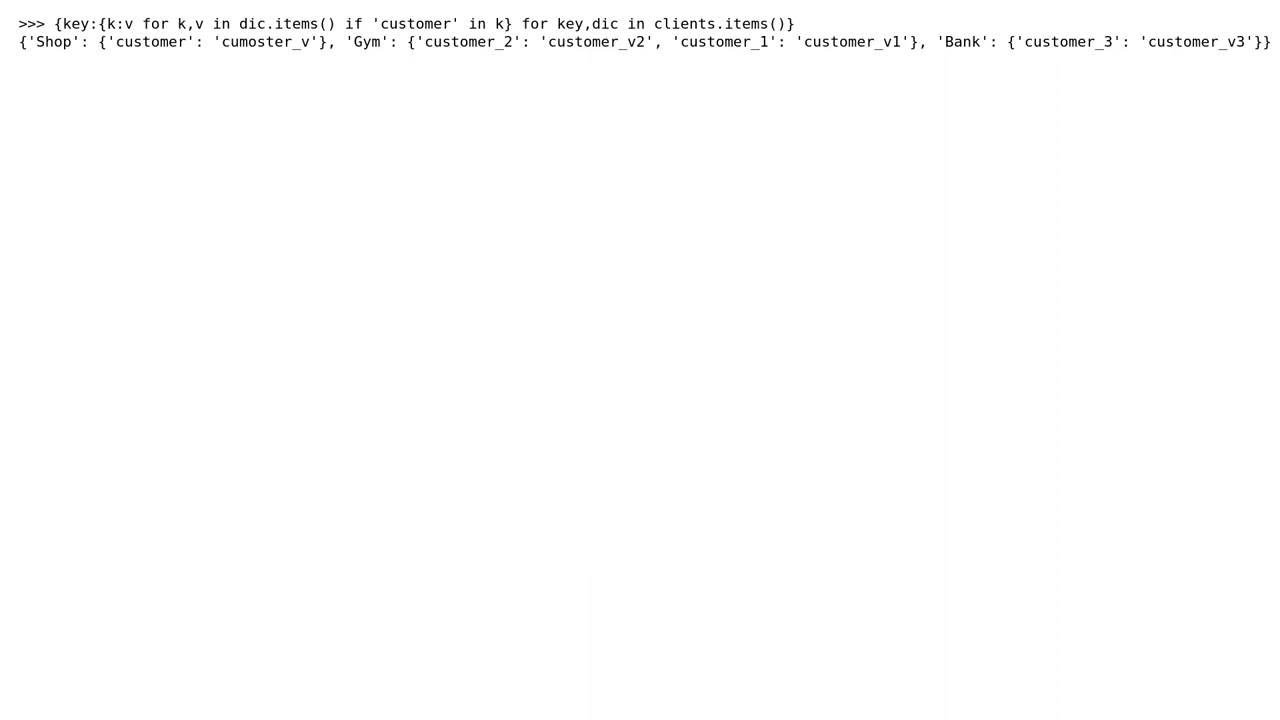 >>> {key:{k:v for k,v in dic.items() if 'customer' in k} for key,dic in clients.items()}
{'Shop': {'customer': 'cumoster_v'}, 'Gym': {'customer_2': 'customer_v2', 'customer_1': 'customer_v1'}, 'Bank': {'customer_3': 'customer_v3'}}